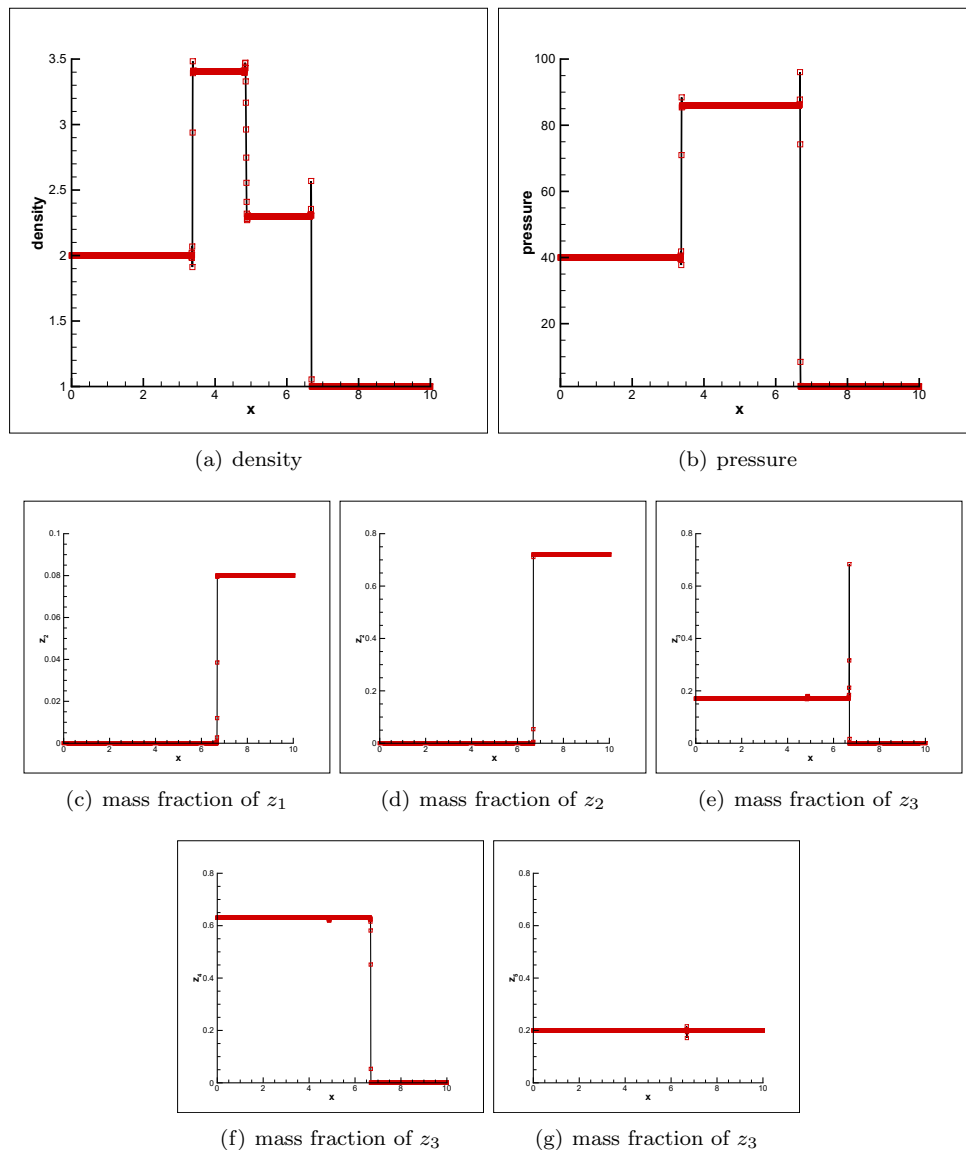 density
3.5
3
2.5
2
1.5
1
0 2 4 6 8 10
x
(a) density
pressure
100
80
60
40
20
0 2 4 6 8 10
x
(b) pressure
z₂
0.1
0.08
0.06
0.04
0.02
0
0 2 4 6 8 10
x
(c) mass fraction of z₁
z₂
0.8
0.6
0.4
0.2
0
0 2 4 6 8 10
x
(d) mass fraction of z₂
0.8
0.6
0.4
0.2
0
0 2 4 6 8 10
x
(e) mass fraction of z₃
z₄
0.8
0.6
0.4
0.2
0
0 2 4 6 8 10
x
(f) mass fraction of z₃
z₅
0.8
0.6
0.4
0.2
0
0 2 4 6 8 10
x
(g) mass fraction of z₃